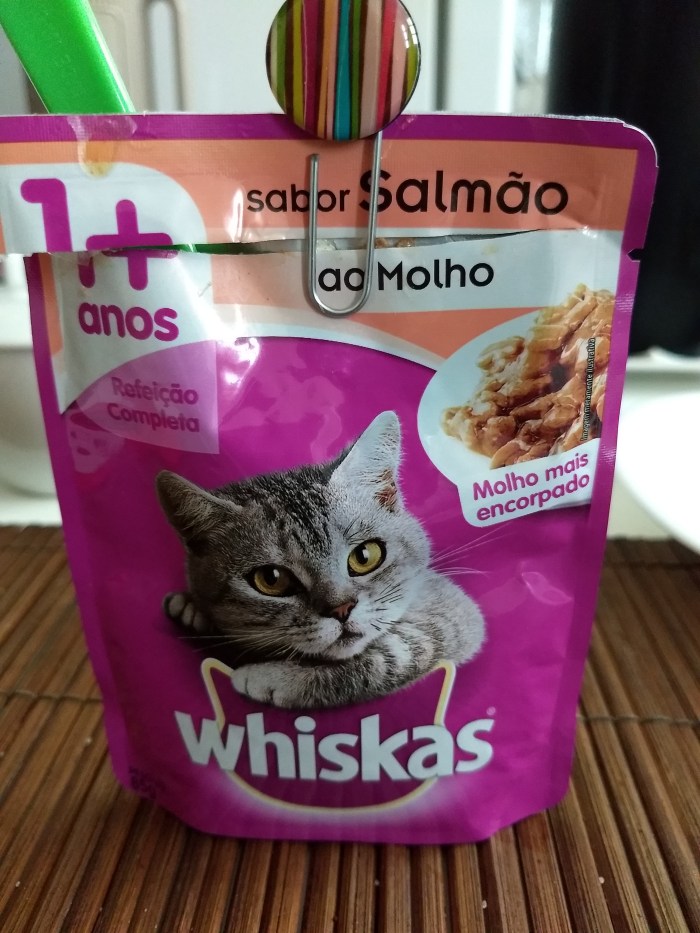 sabor Salmão
1+
ao Molho
anos
Refeição
Completa
Molho mais
encorpado
whiskas®